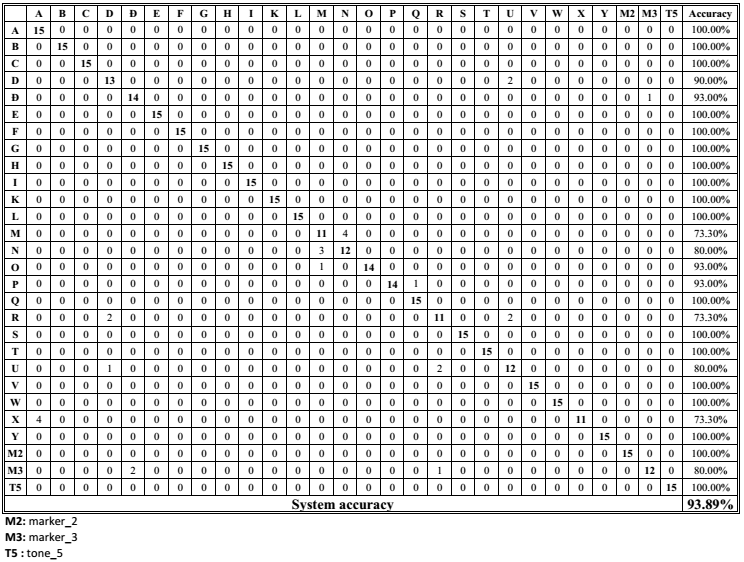 A B C D Đ E F G H I K L M N O P Q R S T U V W X Y M2 M3 T5 Accuracy
A 15 0 0 0 0 0 0 0 0 0 0 0 0 0 0 0 0 0 0 0 0 0 0 0 0 0 0 0 100.00%
B 0 15 0 0 0 0 0 0 0 0 0 0 0 0 0 0 0 0 0 0 0 0 0 0 0 0 0 0 100.00%
C 0 0 15 0 0 0 0 0 0 0 0 0 0 0 0 0 0 0 0 0 0 0 0 0 0 0 0 0 100.00%
D 0 0 0 13 0 0 0 0 0 0 0 0 0 0 0 0 0 0 0 0 2 0 0 0 0 0 0 0 90.00%
Đ 0 0 0 0 14 0 0 0 0 0 0 0 0 0 0 0 0 0 0 0 0 0 0 0 0 0 1 0 93.00%
E 0 0 0 0 0 15 0 0 0 0 0 0 0 0 0 0 0 0 0 0 0 0 0 0 0 0 0 0 100.00%
F 0 0 0 0 0 0 15 0 0 0 0 0 0 0 0 0 0 0 0 0 0 0 0 0 0 0 0 0 100.00%
G 0 0 0 0 0 0 0 15 0 0 0 0 0 0 0 0 0 0 0 0 0 0 0 0 0 0 0 0 100.00%
H 0 0 0 0 0 0 0 0 15 0 0 0 0 0 0 0 0 0 0 0 0 0 0 0 0 0 0 0 100.00%
I 0 0 0 0 0 0 0 0 0 15 0 0 0 0 0 0 0 0 0 0 0 0 0 0 0 0 0 0 100.00%
K 0 0 0 0 0 0 0 0 0 0 15 0 0 0 0 0 0 0 0 0 0 0 0 0 0 0 0 0 100.00%
L 0 0 0 0 0 0 0 0 0 0 0 15 0 0 0 0 0 0 0 0 0 0 0 0 0 0 0 0 100.00%
M 0 0 0 0 0 0 0 0 0 0 0 0 11 4 0 0 0 0 0 0 0 0 0 0 0 0 0 0 73.30%
N 0 0 0 0 0 0 0 0 0 0 0 0 3 12 0 0 0 0 0 0 0 0 0 0 0 0 0 0 80.00%
O 0 0 0 0 0 0 0 0 0 0 0 0 1 0 14 0 0 0 0 0 0 0 0 0 0 0 0 0 93.00%
P 0 0 0 0 0 0 0 0 0 0 0 0 0 0 0 14 1 0 0 0 0 0 0 0 0 0 0 0 93.00%
Q 0 0 0 0 0 0 0 0 0 0 0 0 0 0 0 0 15 0 0 0 0 0 0 0 0 0 0 0 100.00%
R 0 0 0 2 0 0 0 0 0 0 0 0 0 0 0 0 0 11 0 0 2 0 0 0 0 0 0 0 73.30%
S 0 0 0 0 0 0 0 0 0 0 0 0 0 0 0 0 0 0 15 0 0 0 0 0 0 0 0 0 100.00%
T 0 0 0 0 0 0 0 0 0 0 0 0 0 0 0 0 0 0 0 15 0 0 0 0 0 0 0 0 100.00%
U 0 0 0 1 0 0 0 0 0 0 0 0 0 0 0 0 0 2 0 0 12 0 0 0 0 0 0 0 80.00%
V 0 0 0 0 0 0 0 0 0 0 0 0 0 0 0 0 0 0 0 0 0 15 0 0 0 0 0 0 100.00%
W 0 0 0 0 0 0 0 0 0 0 0 0 0 0 0 0 0 0 0 0 0 0 15 0 0 0 0 0 100.00%
X 4 0 0 0 0 0 0 0 0 0 0 0 0 0 0 0 0 0 0 0 0 0 0 11 0 0 0 0 73.30%
Y 0 0 0 0 0 0 0 0 0 0 0 0 0 0 0 0 0 0 0 0 0 0 0 0 15 0 0 0 100.00%
M2 0 0 0 0 0 0 0 0 0 0 0 0 0 0 0 0 0 0 0 0 0 0 0 0 0 15 0 0 100.00%
M3 0 0 0 0 2 0 0 0 0 0 0 0 0 0 0 0 0 1 0 0 0 0 0 0 0 0 12 0 80.00%
T5 0 0 0 0 0 0 0 0 0 0 0 0 0 0 0 0 0 0 0 0 0 0 0 0 0 0 0 15 100.00%
System accuracy 93.89%
M2: marker_2
M3: marker_3
T5 : tone_5